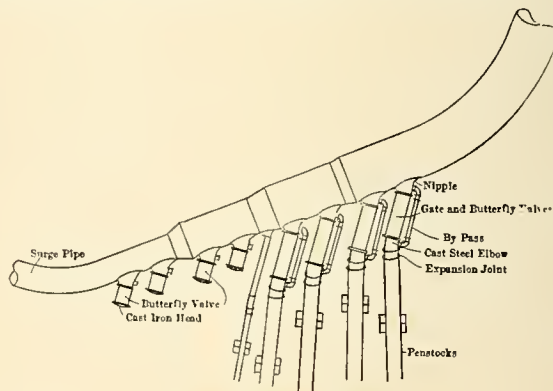 Nipple
Gate and Butterfly Valve
By Pass
Surge Pipe
Cast Steel Elbow
Expansion Joint
Butterfly Valve
Cast Iron Head
Penstocks